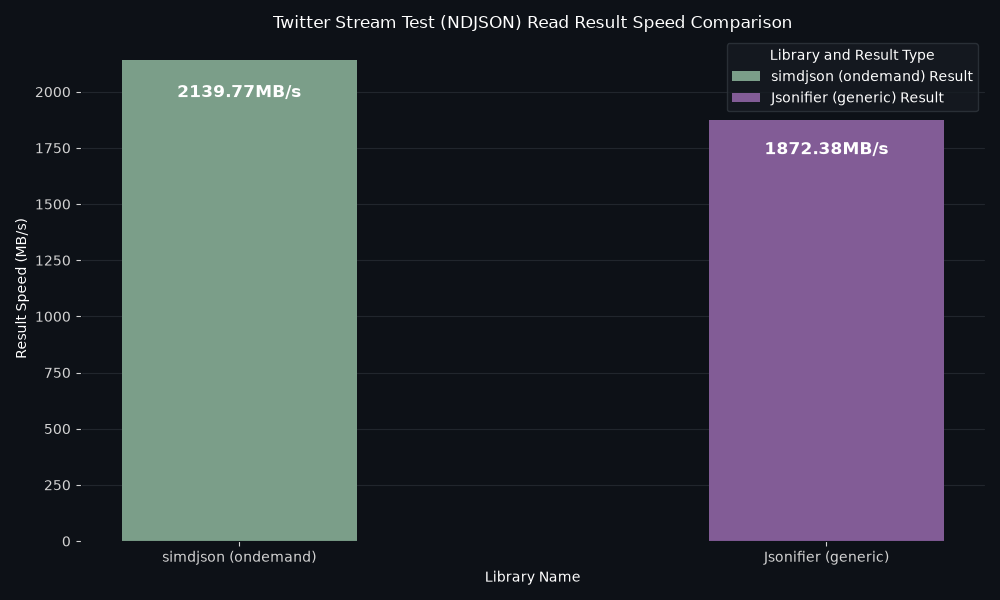 Twitter Stream Test (NDJSON) Read Result Speed Comparison
Library and Result Type
simdjson (ondemand) Result
Jsonifier (generic) Result
2139.77MB/s
1872.38MB/s
Result Speed (MB/s)
2000
1750
1500
1250
1000
750
500
250
0
simdjson (ondemand)
Jsonifier (generic)
Library Name